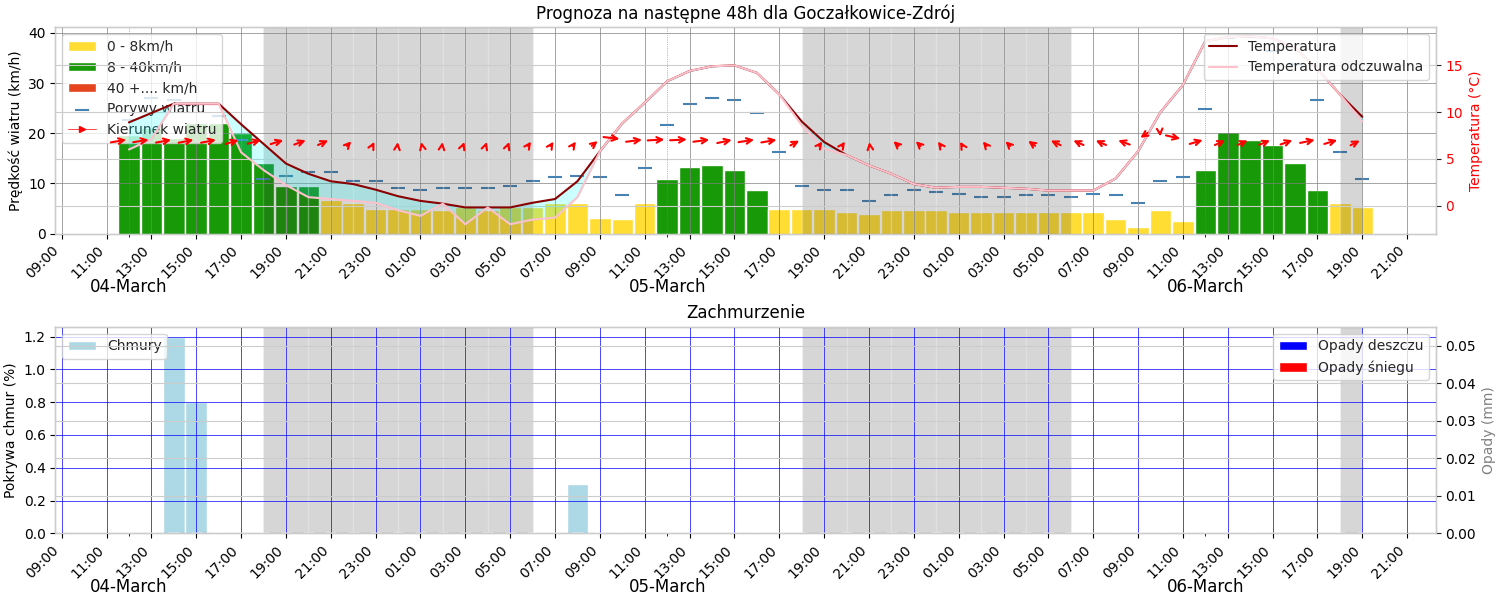 Prognoza na następne 48h dla Goczałkowice-Zdrój
Prędkość wiatru (km/h)
40
30
20
10
0
0 - 8km/h
8 - 40km/h
40 +.... km/h
Porywy wiatru
Kierunek wiatru
Temperatura
Temperatura odczuwalna
15
10
5
0
Temperatura (°C)
09:00 11:00 13:00 15:00 17:00 19:00 21:00 23:00 01:00 03:00 05:00 07:00 09:00 11:00 13:00 15:00 17:00 19:00 21:00 23:00 01:00 03:00 05:00 07:00 09:00 11:00 13:00 15:00 17:00 19:00 21:00
04-March 05-March 06-March
Zachmurzenie
Pokrywa chmur (%)
1.2
1.0
0.8
0.6
0.4
0.2
0.0
Chmury
Opady deszczu
Opady śniegu
0.05
0.04
0.03
0.02
0.01
0.00
Opady (mm)
09:00 11:00 13:00 15:00 17:00 19:00 21:00 23:00 01:00 03:00 05:00 07:00 09:00 11:00 13:00 15:00 17:00 19:00 21:00 23:00 01:00 03:00 05:00 07:00 09:00 11:00 13:00 15:00 17:00 19:00 21:00
04-March 05-March 06-March